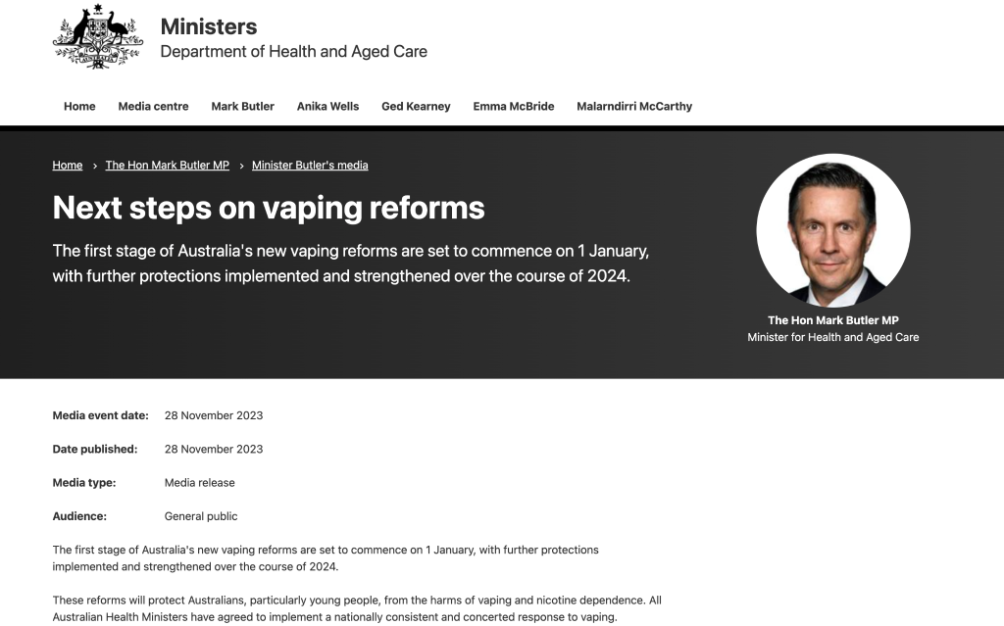 Ministers
Department of Health and Aged Care
Home Media centre Mark Butler Anika Wells Ged Kearney Emma McBride Malarndirri McCarthy
Home › The Hon Mark Butler MP › Minister Butler's media
Next steps on vaping reforms
The first stage of Australia's new vaping reforms are set to commence on 1 January,
with further protections implemented and strengthened over the course of 2024.
The Hon Mark Butler MP
Minister for Health and Aged Care
Media event date: 28 November 2023
Date published: 28 November 2023
Media type: Media release
Audience: General public
The first stage of Australia's new vaping reforms are set to commence on 1 January, with further protections
implemented and strengthened over the course of 2024.
These reforms will protect Australians, particularly young people, from the harms of vaping and nicotine dependence. All
Australian Health Ministers have agreed to implement a nationally consistent and concerted response to vaping.